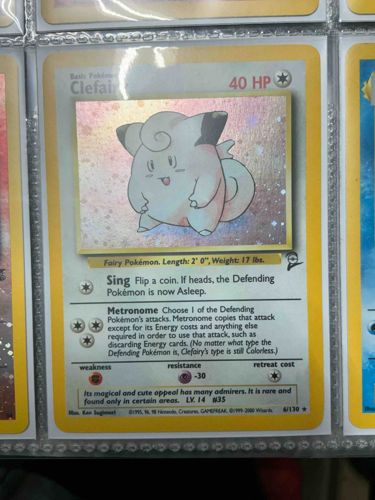 Basic Pokémon
Clefair
40 HP
Fairy Pokémon. Length: 2' 0", Weight: 17 lbs.
Sing Flip a coin. If heads, the Defending
Pokémon is now Asleep.
Metronome Choose 1 of the Defending
Pokémon's attacks. Metronome copies that attack
except for its Energy costs and anything else
required in order to use that attack, such as
discarding Energy cards. (No matter what type the
Defending Pokémon is, Clefairy's type is still Colorless.)
weakness resistance retreat cost
-30
Its magical and cute appeal has many admirers. It is rare and
found only in certain areas. LV. 14 #35
Illus. Ken Sugimori ©1995, 96, 98 Nintendo, Creatures, GAMEFREAK. ©1999-2000 Wizards. 6/130 ★